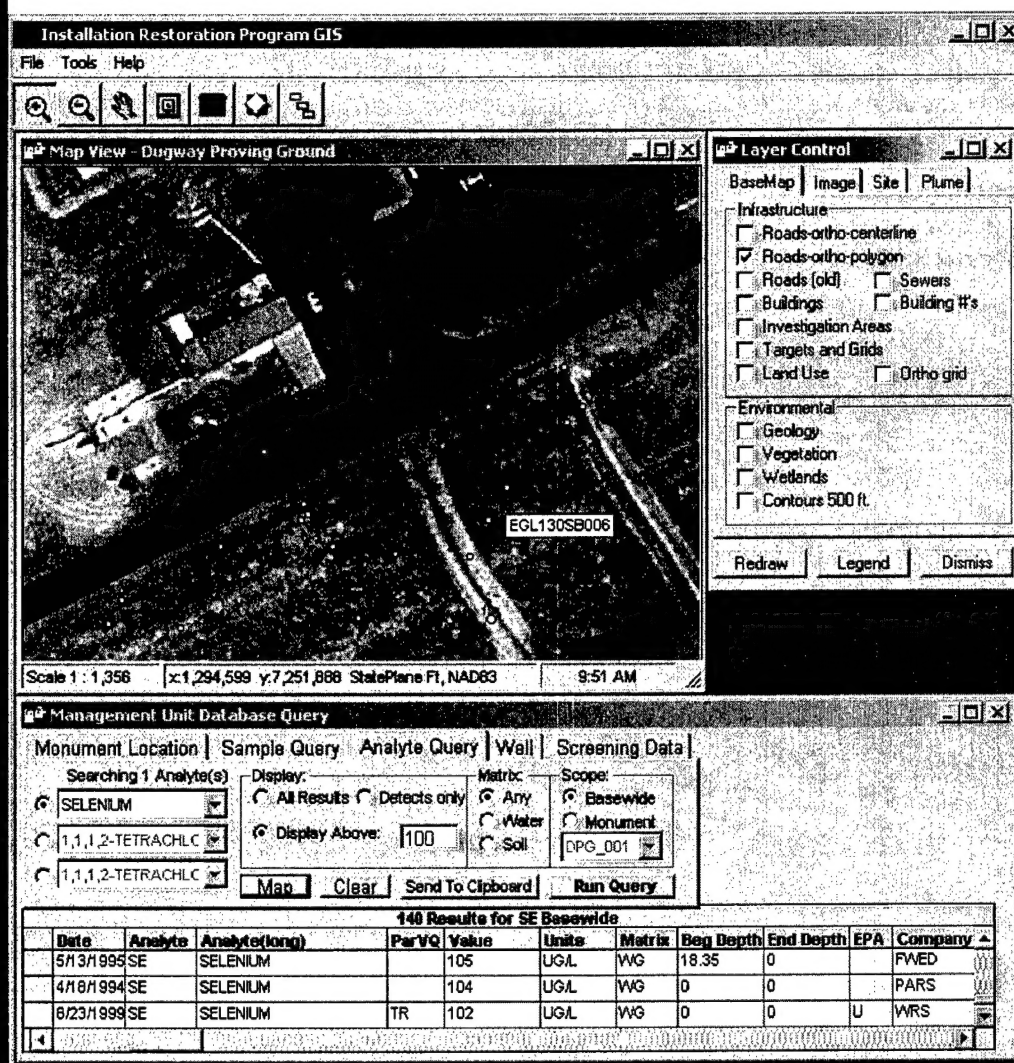 Installation Restoration Program GIS
File Tools Help
Map View - Dugway Proving Ground
EGL130SB006
Scale 1 : 1,356 x:1,294,599 y:7,251,888 StatePlane Ft, NAD83 9:51 AM
Layer Control
BaseMap Image Site Plume
Infrastructure
Roads-ortho-centerline
Roads-ortho-polygon
Roads (old) Sewers
Buildings Building #'s
Investigation Areas
Targets and Grids
Land Use Ortho grid
Environmental
Geology
Vegetation
Wetlands
Contours 500 ft.
Redraw Legend Dismiss
Management Unit Database Query
Monument Location Sample Query Analyte Query Well Screening Data
Searching 1 Analyte(s)
SELENIUM
1,1,1,2-TETRACHLC
1,1,1,2-TETRACHLC
Display:
All Results Detects only
Display Above: 100
Matrix:
Any
Water
Soil
Scope:
Basewide
Monument
DPG_001
Map Clear Send To Clipboard Run Query
140 Results for SE Basewide
Date Analyte Analyte(long) ParVQ Value Units Matrix Beg Depth End Depth EPA Company
5/13/1995 SE SELENIUM 105 UG/L WG 18.35 0 FWED
4/18/1994 SE SELENIUM 104 UG/L WG 0 0 PARS
6/23/1999 SE SELENIUM TR 102 UG/L WG 0 0 U WRS